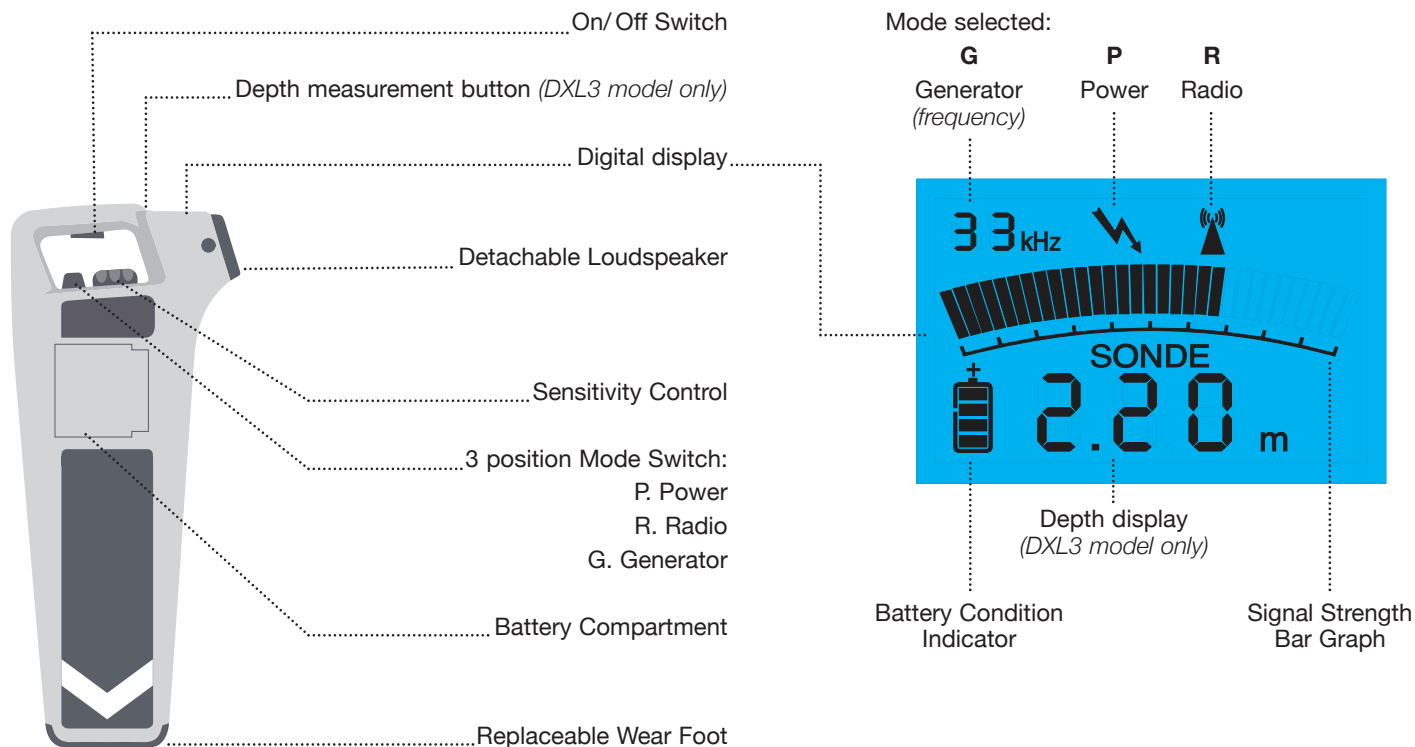 On/ Off Switch
Depth measurement button (DXL3 model only)
Digital display
Detachable Loudspeaker
Sensitivity Control
3 position Mode Switch:
P. Power
R. Radio
G. Generator
Battery Compartment
Replaceable Wear Foot
Mode selected:
G P R
Generator Power Radio
(frequency)
33 kHz
SONDE
+
2.20 m
Depth display
(DXL3 model only)
Battery Condition
Indicator
Signal Strength
Bar Graph